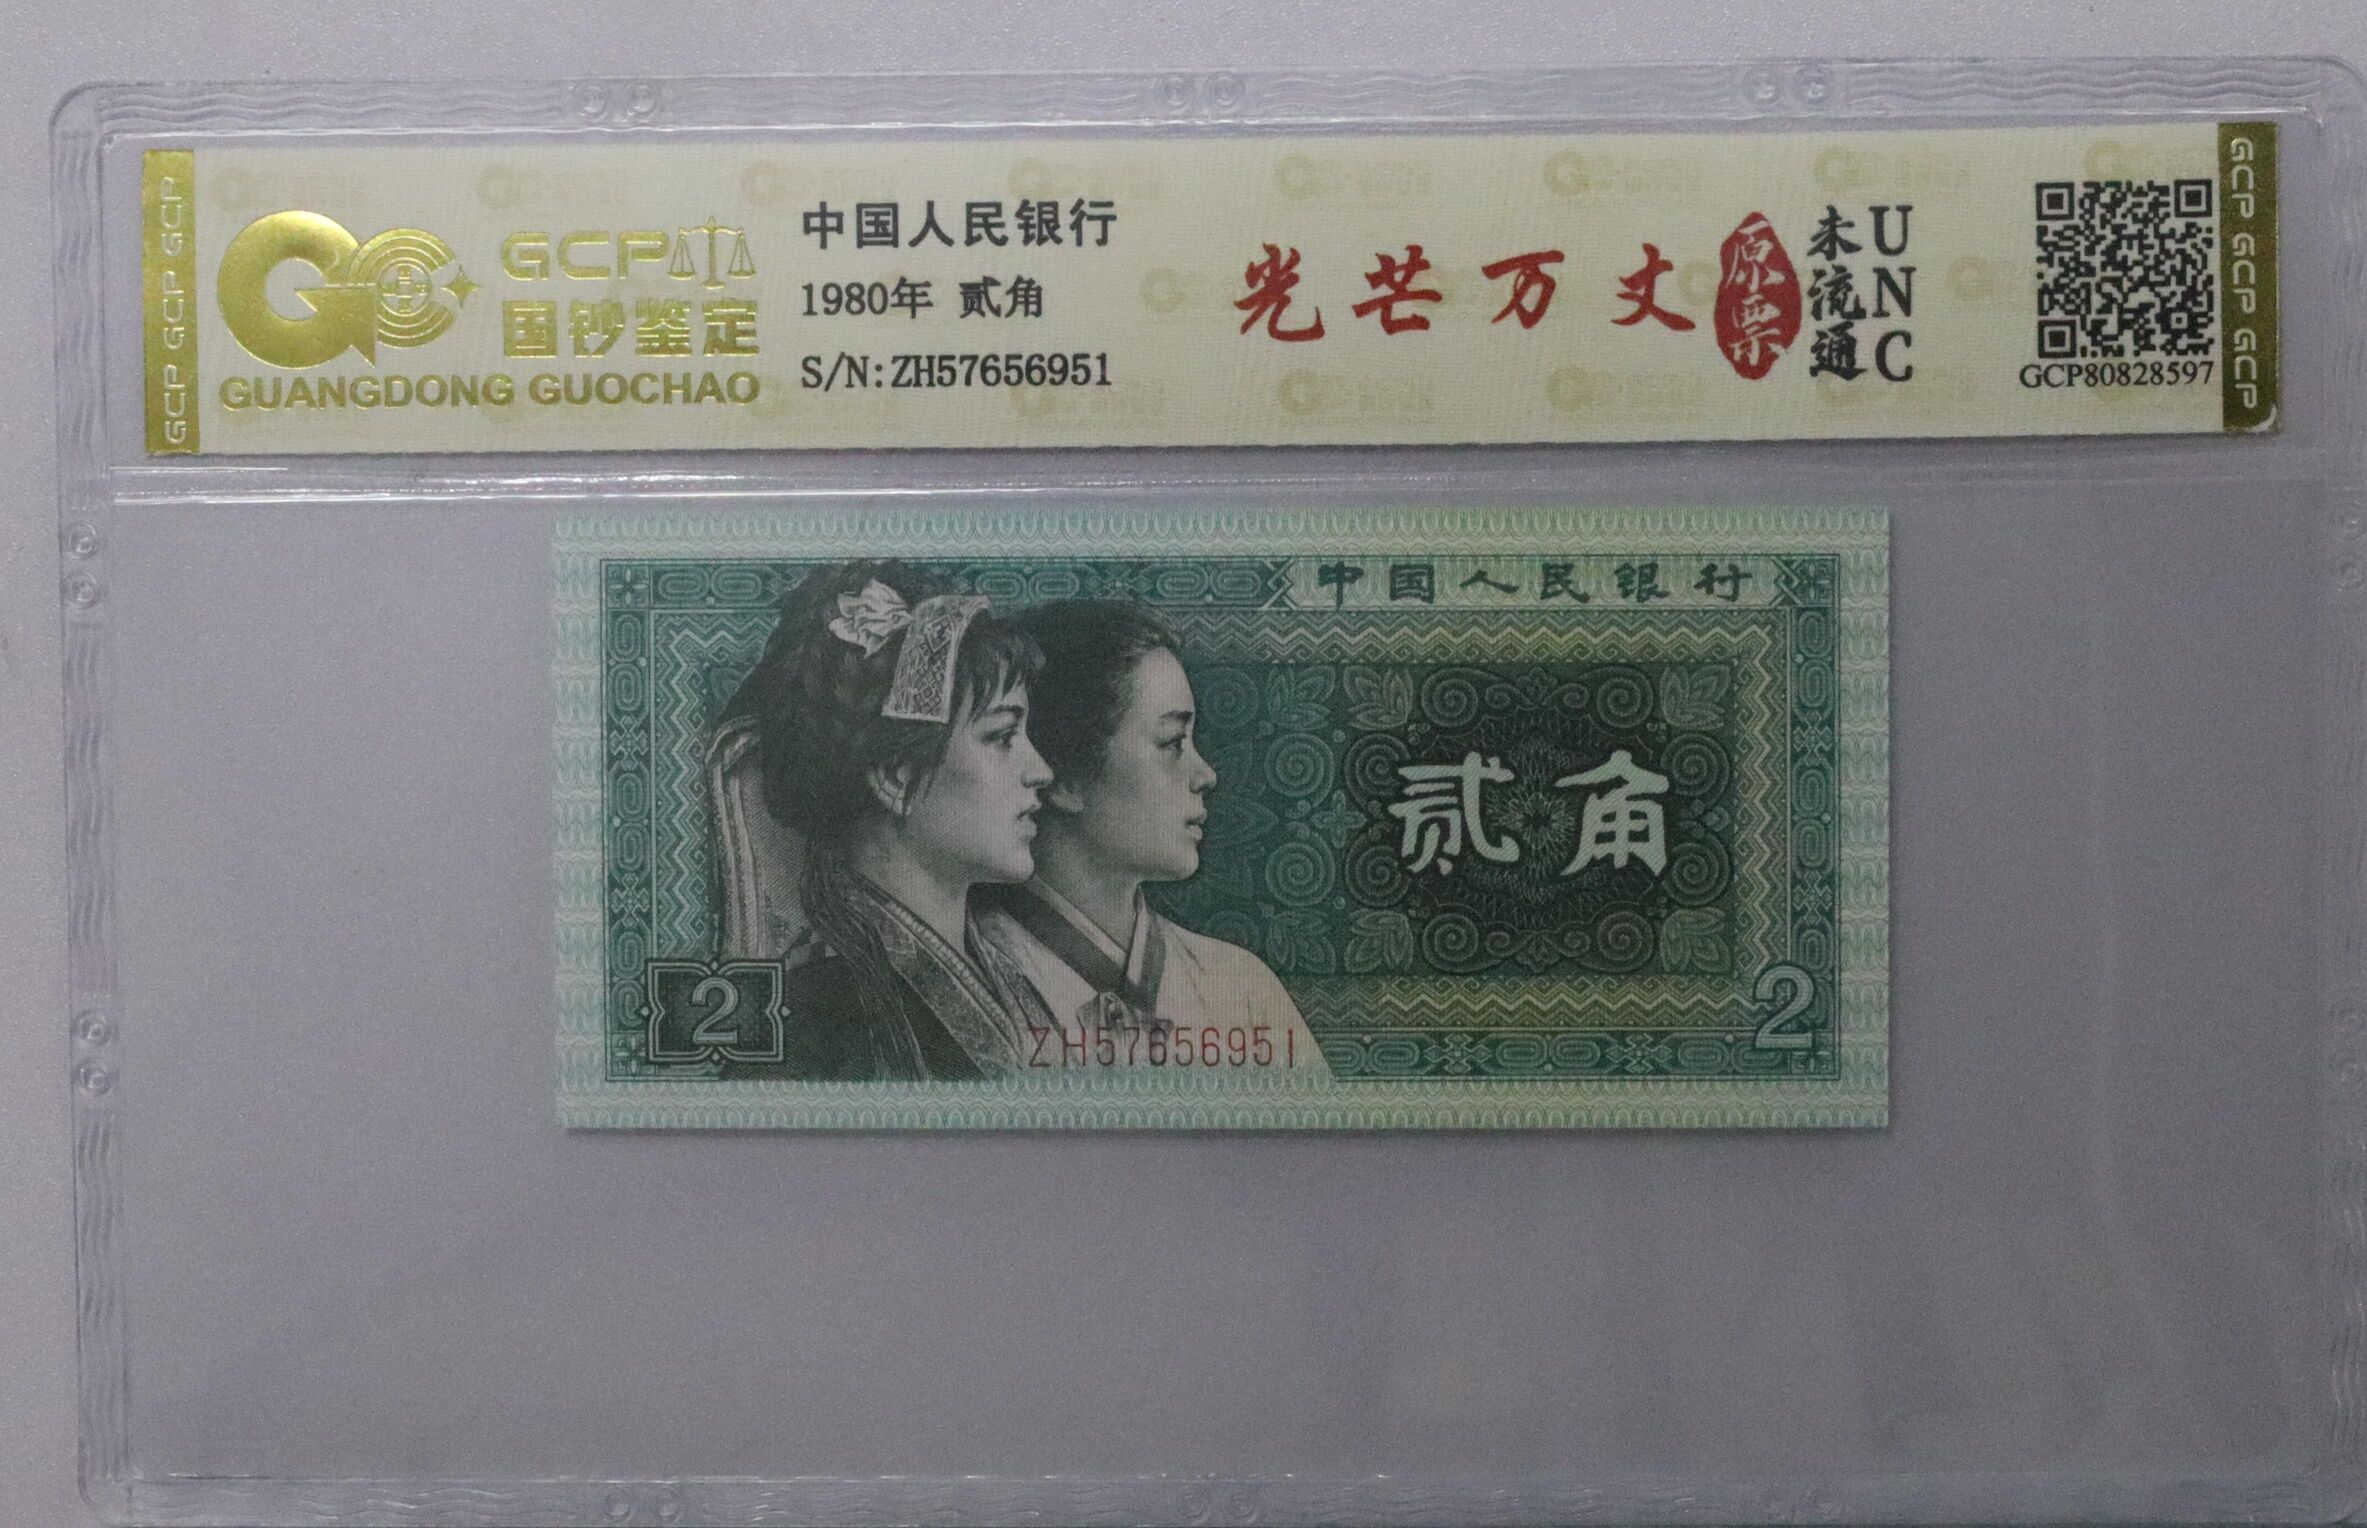 GCP GCP GCP
GCP
国钞鉴定
GUANGDONG GUOCHAO
中国人民银行
1980年 贰角
S/N:ZH57656951
光芒万丈
原票
未流通
UNC
GCP80828597
GCP GCP GCP
中国人民银行
贰角
2
2
ZH57656951